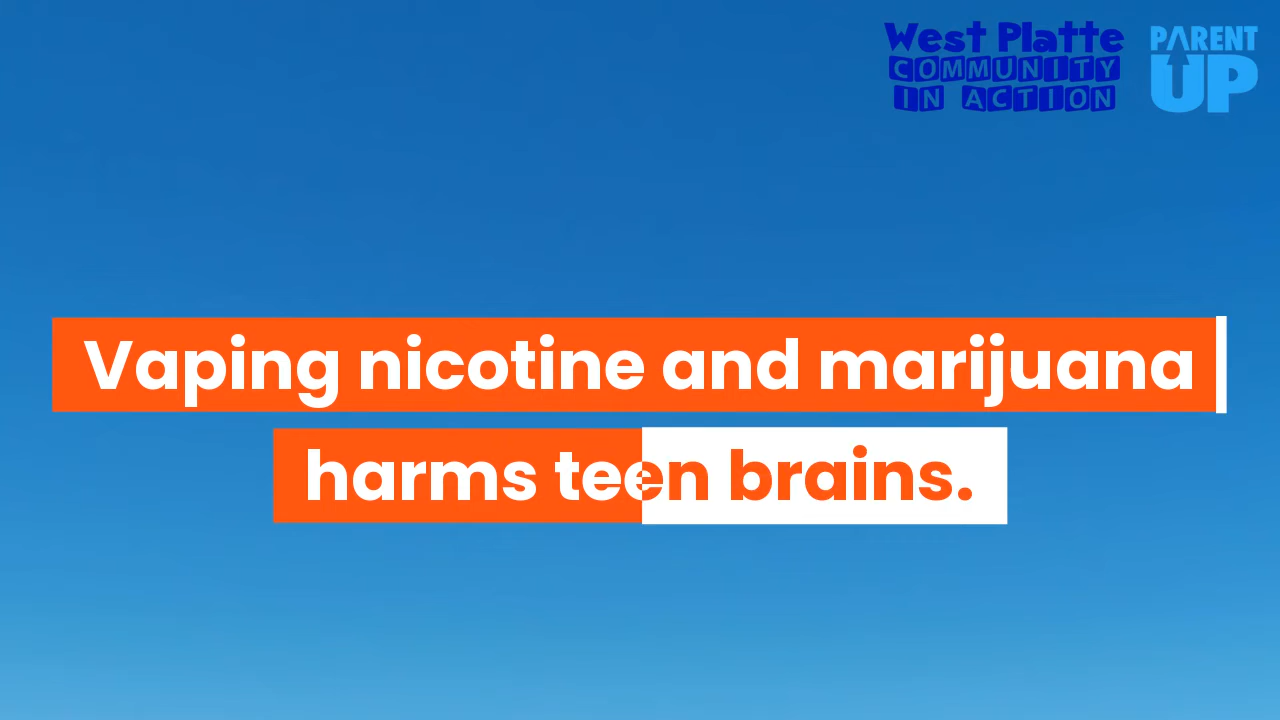 West Platte
COMMUNITY
IN ACTION
PARENT
UP
Vaping nicotine and marijuana
harms teen brains.